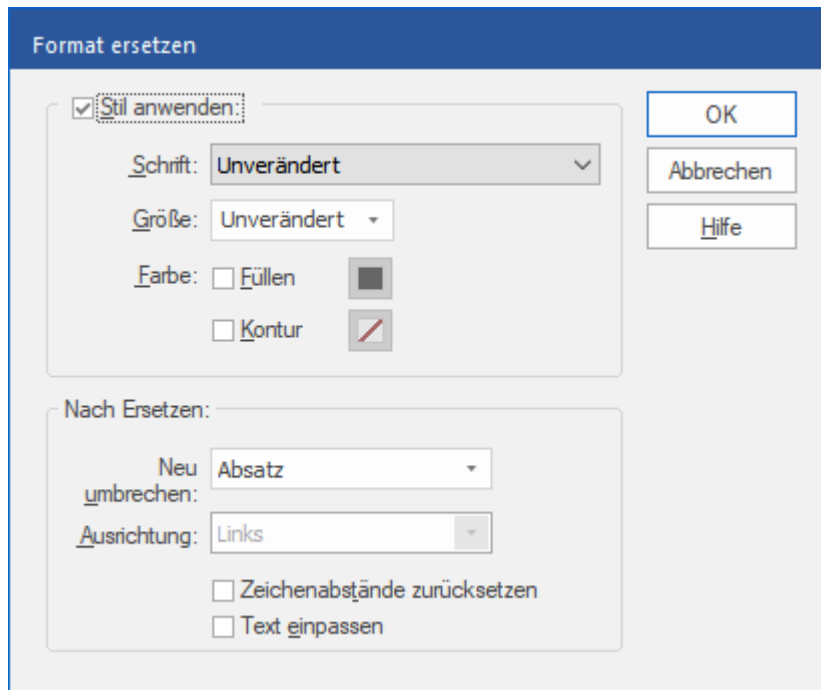 Format ersetzen
Stil anwenden:
OK
Schrift: Unverändert
Abbrechen
Größe: Unverändert
Hilfe
Farbe: Füllen
Kontur
Nach Ersetzen:
Neu
umbrechen: Absatz
Ausrichtung: Links
Zeichenabstände zurücksetzen
Text einpassen